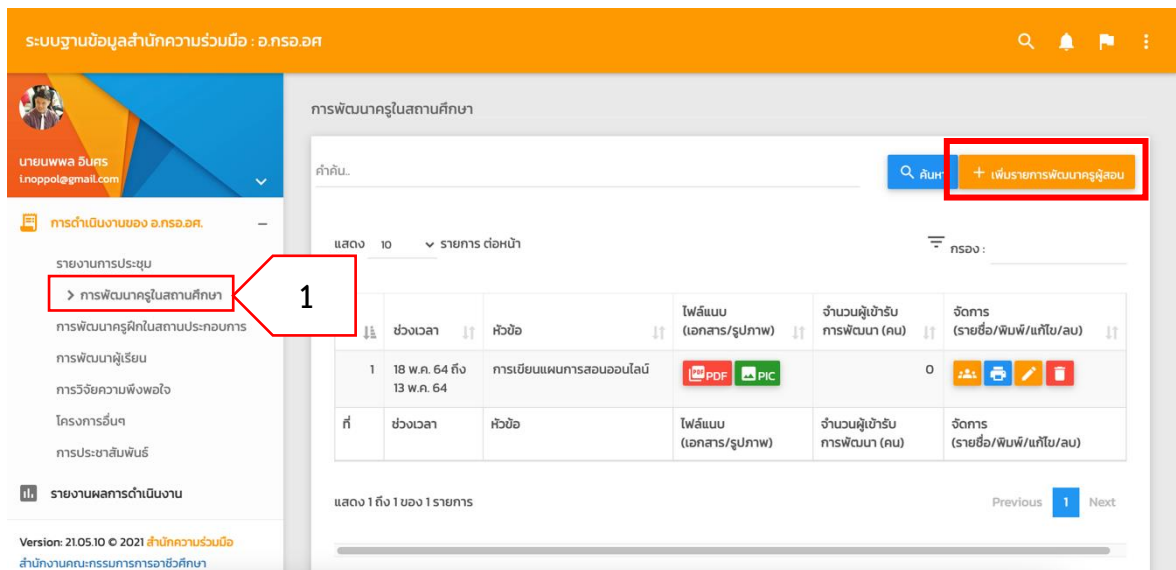 ระบบฐานข้อมูลสำนักความร่วมมือ : อ.กรอ.อศ
นายนพพล อินศร
i.noppol@gmail.com
การดำเนินงานของ อ.กรอ.อศ.
รายงานการประชุม
การพัฒนาครูในสถานศึกษา
การพัฒนาครูฝึกในสถานประกอบการ
การพัฒนาผู้เรียน
การวิจัยความพึงพอใจ
โครงการอื่นๆ
การประชาสัมพันธ์
รายงานผลการดำเนินงาน
Version: 21.05.10 © 2021 สำนักความร่วมมือ
สำนักงานคณะกรรมการการอาชีวศึกษา
1
การพัฒนาครูในสถานศึกษา
คำค้น..
ค้นหา
+ เพิ่มรายการพัฒนาครูผู้สอน
แสดง 10 รายการ ต่อหน้า
กรอง :
ช่วงเวลา
หัวข้อ
ไฟล์แนบ
(เอกสาร/รูปภาพ)
จำนวนผู้เข้ารับ
การพัฒนา (คน)
จัดการ
(รายชื่อ/พิมพ์/แก้ไข/ลบ)
1
18 พ.ค. 64 ถึง
13 พ.ค. 64
การเขียนแผนการสอนออนไลน์
PDF
PIC
0
ที่
ช่วงเวลา
หัวข้อ
ไฟล์แนบ
(เอกสาร/รูปภาพ)
จำนวนผู้เข้ารับ
การพัฒนา (คน)
จัดการ
(รายชื่อ/พิมพ์/แก้ไข/ลบ)
แสดง 1 ถึง 1 ของ 1 รายการ
Previous 1 Next